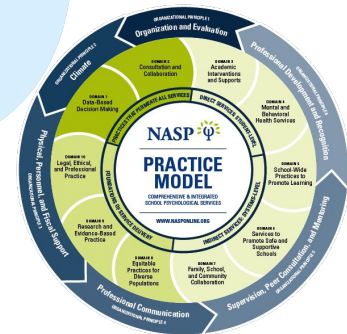 ORGANIZATIONAL PRINCIPLE 1
Organization and Evaluation
Professional Development and Recognition
ORGANIZATIONAL PRINCIPLE 6
Supervision, Peer Consultation, and Mentoring
ORGANIZATIONAL PRINCIPLE 5
Professional Communication
ORGANIZATIONAL PRINCIPLE 4
Physical, Personnel, and Fiscal Support
ORGANIZATIONAL PRINCIPLE 3
Climate
ORGANIZATIONAL PRINCIPLE 2
DOMAIN 1
Data-Based
Decision Making
DOMAIN 2
Consultation and
Collaboration
DOMAIN 3
Academic
Interventions
and Supports
DOMAIN 4
Mental and
Behavioral
Health Services
DOMAIN 5
School-Wide
Practices to
Promote Learning
DOMAIN 6
Services to
Promote Safe and
Supportive
Schools
DOMAIN 7
Family, School,
and Community
Collaboration
DOMAIN 8
Equitable
Practices for
Diverse
Populations
DOMAIN 9
Research and
Evidence-Based
Practice
DOMAIN 10
Legal, Ethical,
and Professional
Practice
PRACTICES THAT PERMEATE ALL SERVICES
DIRECT SERVICES: STUDENT LEVEL
INDIRECT SERVICES: SYSTEMS-LEVEL
FOUNDATIONS OF SERVICE DELIVERY
NASP
PRACTICE
MODEL
COMPREHENSIVE & INTEGRATED
SCHOOL PSYCHOLOGICAL SERVICES
WWW.NASPONLINE.ORG